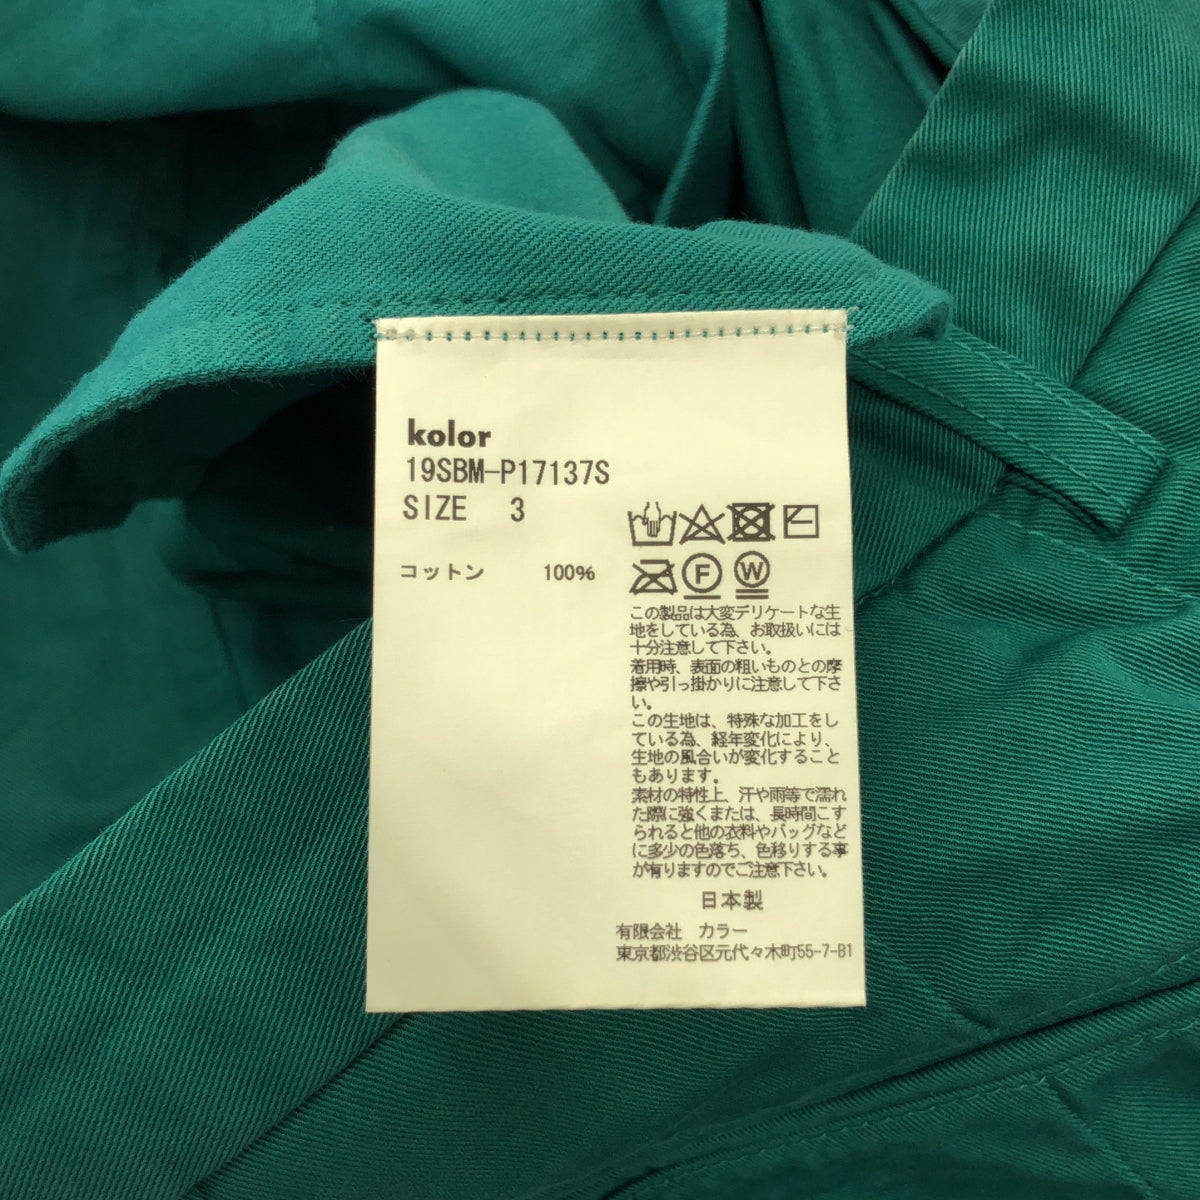 kolor
19SBM-P17137S
SIZE 3
コットン 100%
F W
この製品は大変デリケートな生
地をしている為、お取扱いには
十分注意して下さい。
着用時、表面の粗いものとの摩
擦や引っ掛かりに注意して下さ
い。
この生地は、特殊な加工をし
ている為、経年変化により、
生地の風合いが変化すること
もあります。
素材の特性上、汗や雨等で濡れ
た際に強くまたは、長時間こす
られると他の衣料やバッグなど
に多少の色落ち、色移りする事
が有りますのでご注意下さい。
日本製
有限会社 カラー
東京都渋谷区元代々木町55-7-B1